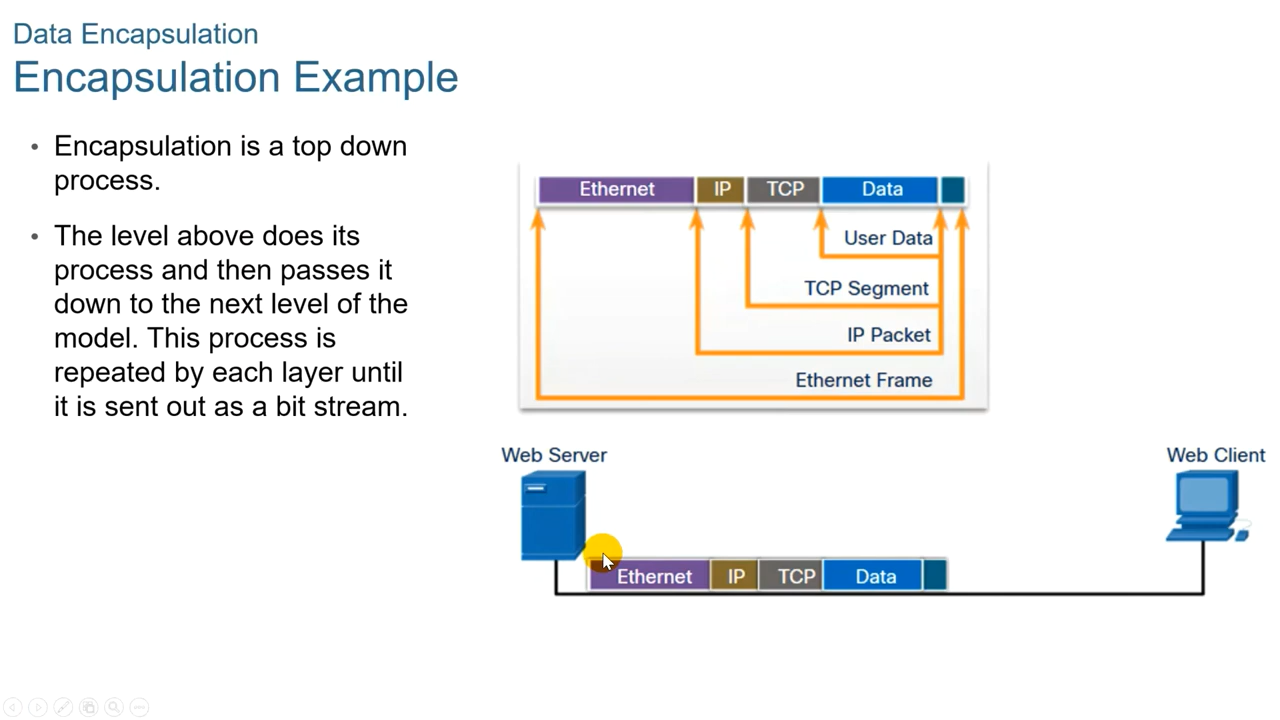 Data Encapsulation
Encapsulation Example
• Encapsulation is a top down
process.
• The level above does its
process and then passes it
down to the next level of the
model. This process is
repeated by each layer until
it is sent out as a bit stream.
Ethernet IP TCP Data
User Data
TCP Segment
IP Packet
Ethernet Frame
Web Server
Web Client
Ethernet IP TCP Data